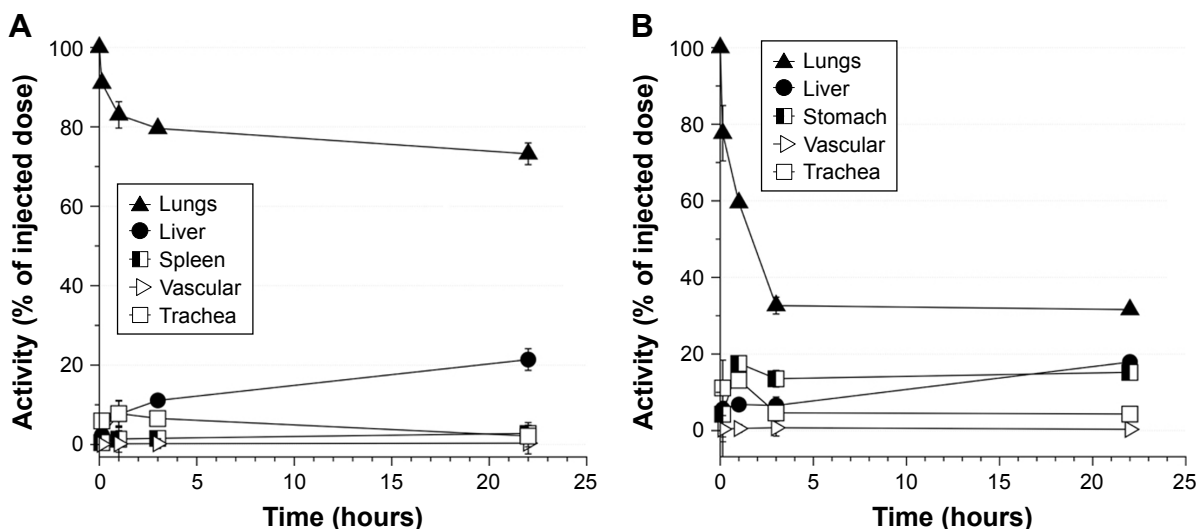 A
Activity (% of injected dose)
100
80
60
40
20
0
Lungs
Liver
Spleen
Vascular
Trachea
0 5 10 15 20 25
Time (hours)
B
Activity (% of injected dose)
100
80
60
40
20
0
Lungs
Liver
Stomach
Vascular
Trachea
0 5 10 15 20 25
Time (hours)